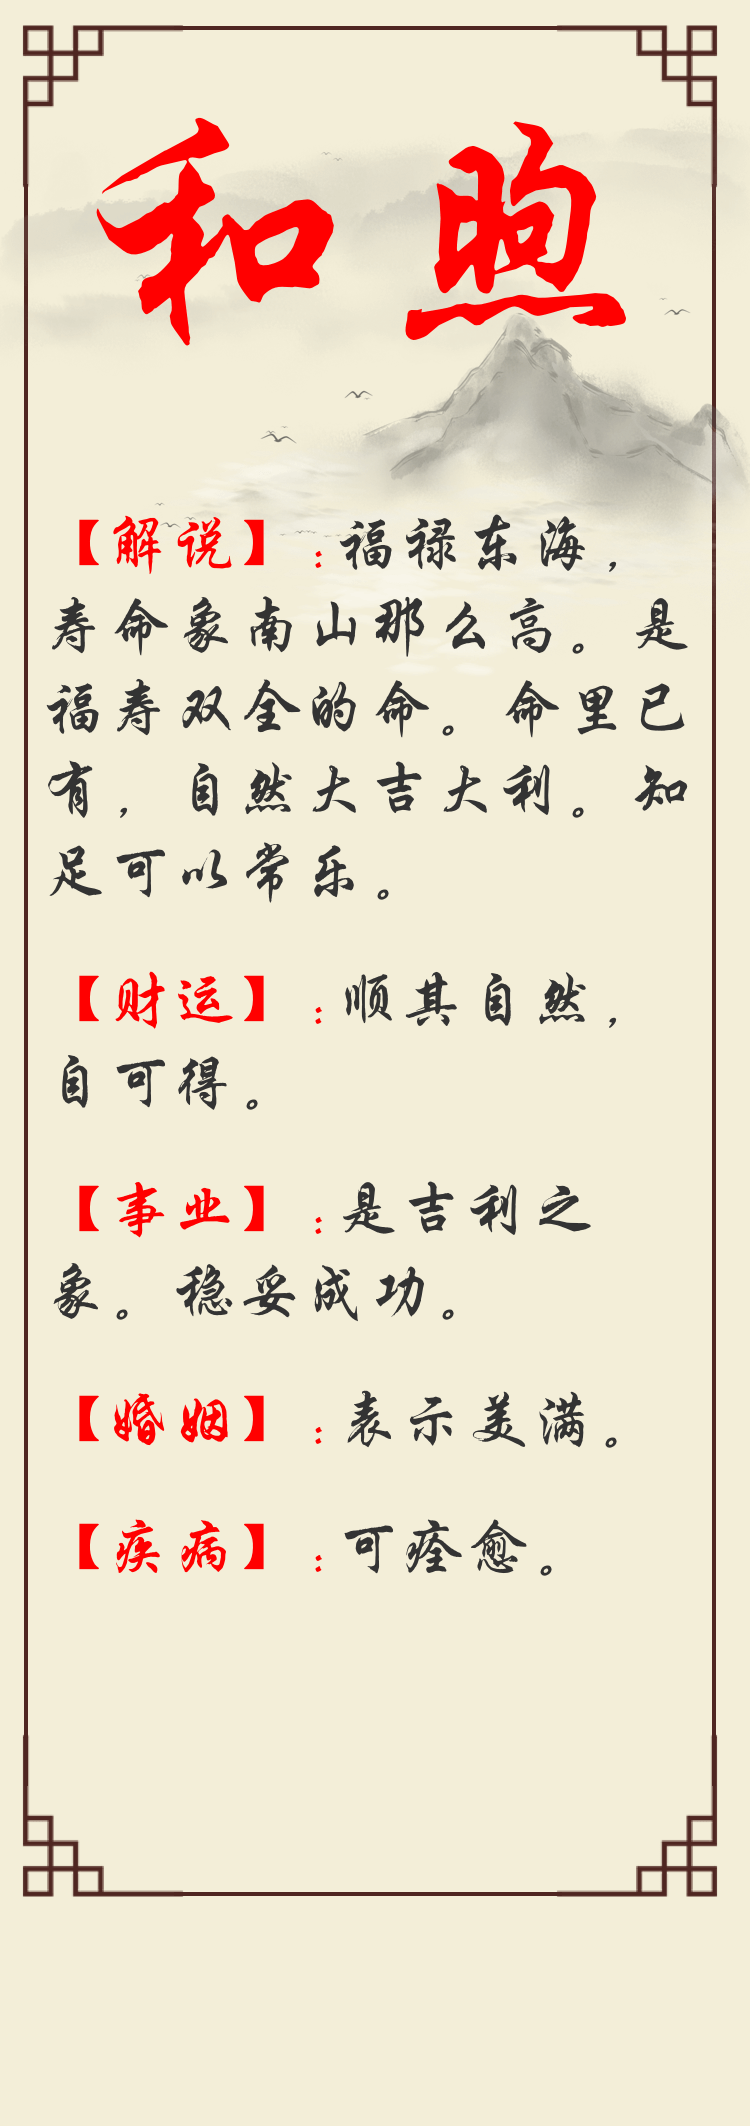 和煦
【解说】：福禄东海，
寿命象南山那么高。是
福寿双全的命。命里已
有，自然大吉大利。知
足可以常乐。
【财运】：顺其自然，
自可得。
【事业】：是吉利之
象。稳妥成功。
【婚姻】：表示美满。
【疾病】：可痊愈。